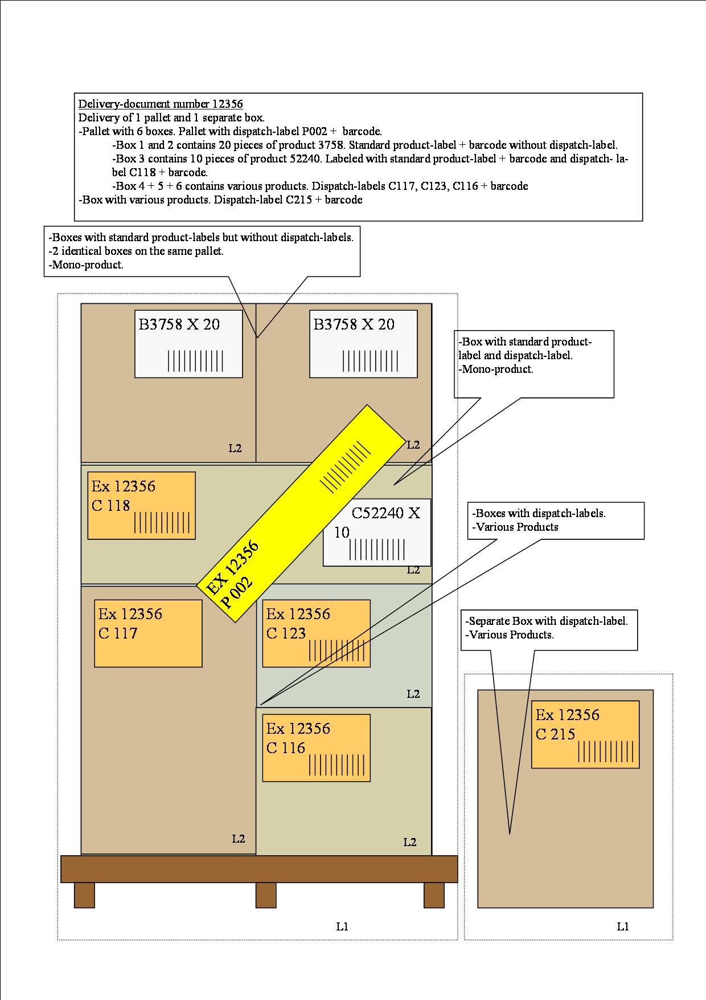 Delivery-document number 12356
Delivery of 1 pallet and 1 separate box.
-Pallet with 6 boxes. Pallet with dispatch-label P002 + barcode.
-Box 1 and 2 contains 20 pieces of product 3758. Standard product-label + barcode without dispatch-label.
-Box 3 contains 10 pieces of product 52240. Labeled with standard product-label + barcode and dispatch- la-
bel C118 + barcode.
-Box 4 + 5 + 6 contains various products. Dispatch-labels C117, C123, C116 + barcode
-Box with various products. Dispatch-label C215 + barcode
-Boxes with standard product-labels but without dispatch-labels.
-2 identical boxes on the same pallet.
-Mono-product.
B3758 X 20
B3758 X 20
-Box with standard product-
label and dispatch-label.
-Mono-product.
L2
L2
Ex 12356
C 118
C52240 X
10
L2
-Boxes with dispatch-labels.
-Various Products
EX 12356
P 002
Ex 12356
C 117
Ex 12356
C 123
-Separate Box with dispatch-label.
-Various Products.
L2
Ex 12356
C 116
Ex 12356
C 215
L2
L2
L1
L1